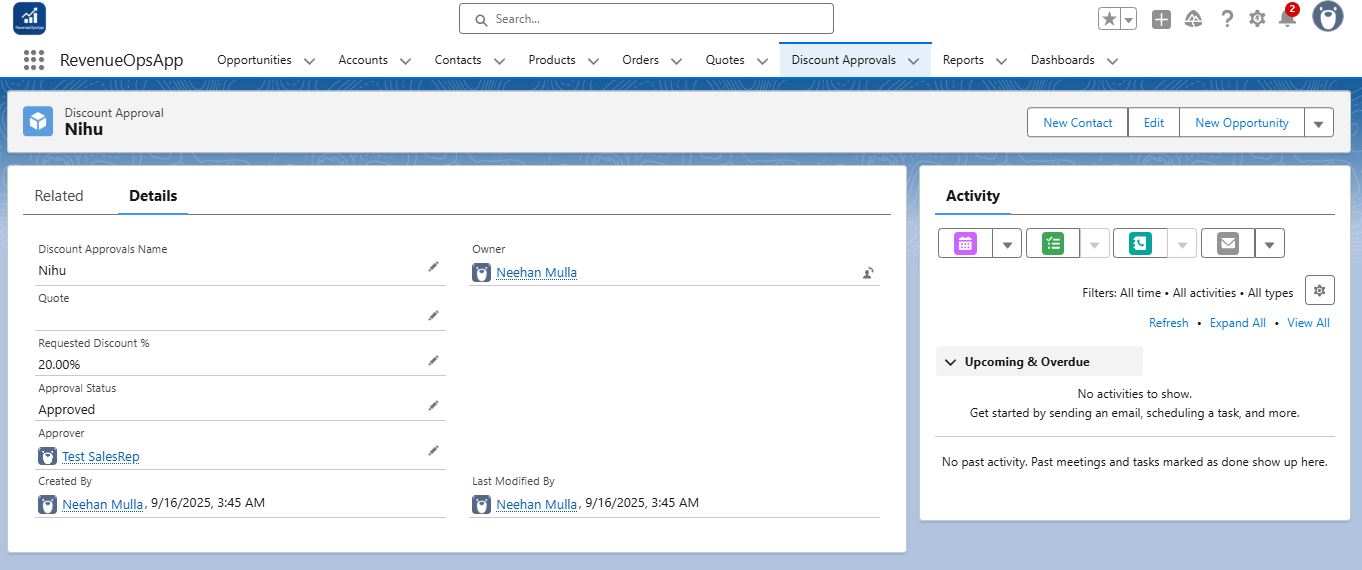 RevenueOpsApp
Search...
2
RevenueOpsApp Opportunities Accounts Contacts Products Orders Quotes Discount Approvals Reports Dashboards
Discount Approval
Nihu
New Contact Edit New Opportunity
Related Details
Discount Approvals Name
Nihu
Owner
Neehan Mulla
Quote
Requested Discount %
20.00%
Approval Status
Approved
Approver
Test SalesRep
Created By
Neehan Mulla, 9/16/2025, 3:45 AM
Last Modified By
Neehan Mulla, 9/16/2025, 3:45 AM
Activity
Filters: All time • All activities • All types
Refresh • Expand All • View All
Upcoming & Overdue
No activities to show.
Get started by sending an email, scheduling a task, and more.
No past activity. Past meetings and tasks marked as done show up here.